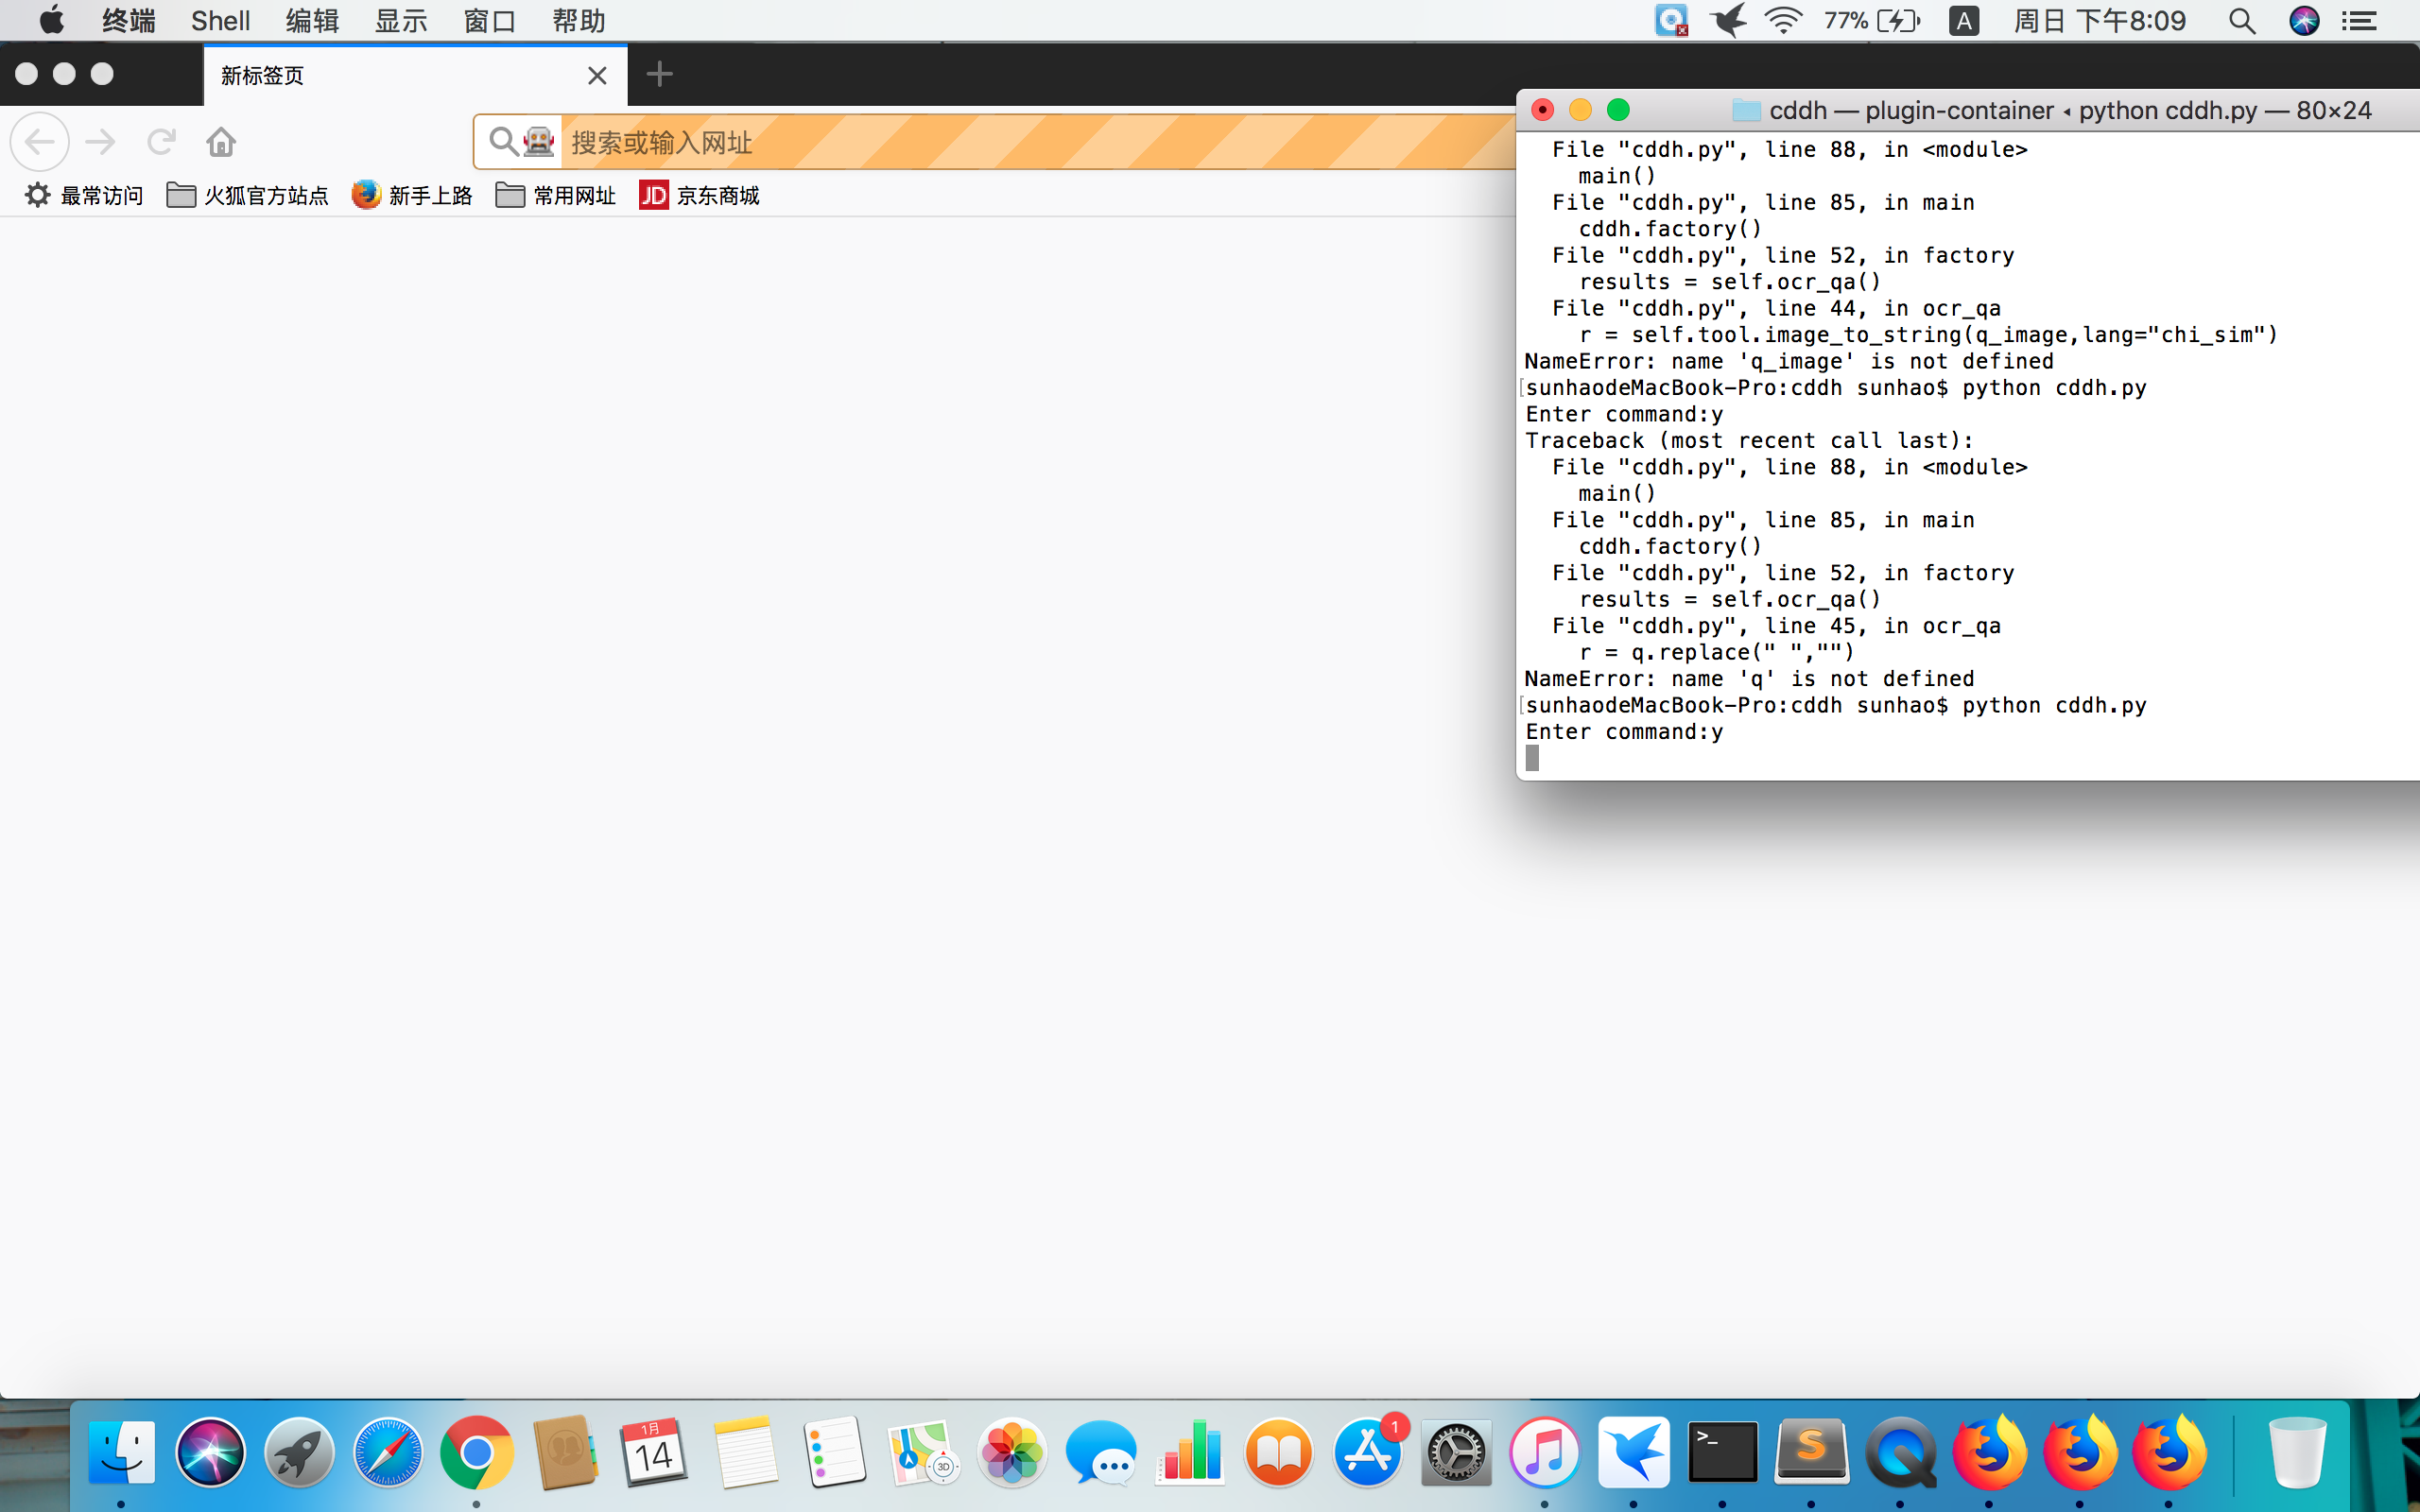 终端 Shell 编辑 显示 窗口 帮助 77% A 周日 下午8:09
新标签页
搜索或输入网址
最常访问 火狐官方站点 新手上路 常用网址 JD 京东商城
cddh — plugin-container ◂ python cddh.py — 80×24
File "cddh.py", line 88, in <module>
main()
File "cddh.py", line 85, in main
cddh.factory()
File "cddh.py", line 52, in factory
results = self.ocr_qa()
File "cddh.py", line 44, in ocr_qa
r = self.tool.image_to_string(q_image,lang="chi_sim")
NameError: name 'q_image' is not defined
[sunhaodeMacBook-Pro:cddh sunhao$ python cddh.py
Enter command:y
Traceback (most recent call last):
File "cddh.py", line 88, in <module>
main()
File "cddh.py", line 85, in main
cddh.factory()
File "cddh.py", line 52, in factory
results = self.ocr_qa()
File "cddh.py", line 45, in ocr_qa
r = q.replace(" ","")
NameError: name 'q' is not defined
[sunhaodeMacBook-Pro:cddh sunhao$ python cddh.py
Enter command:y
1月
14
3D
1
>_
S